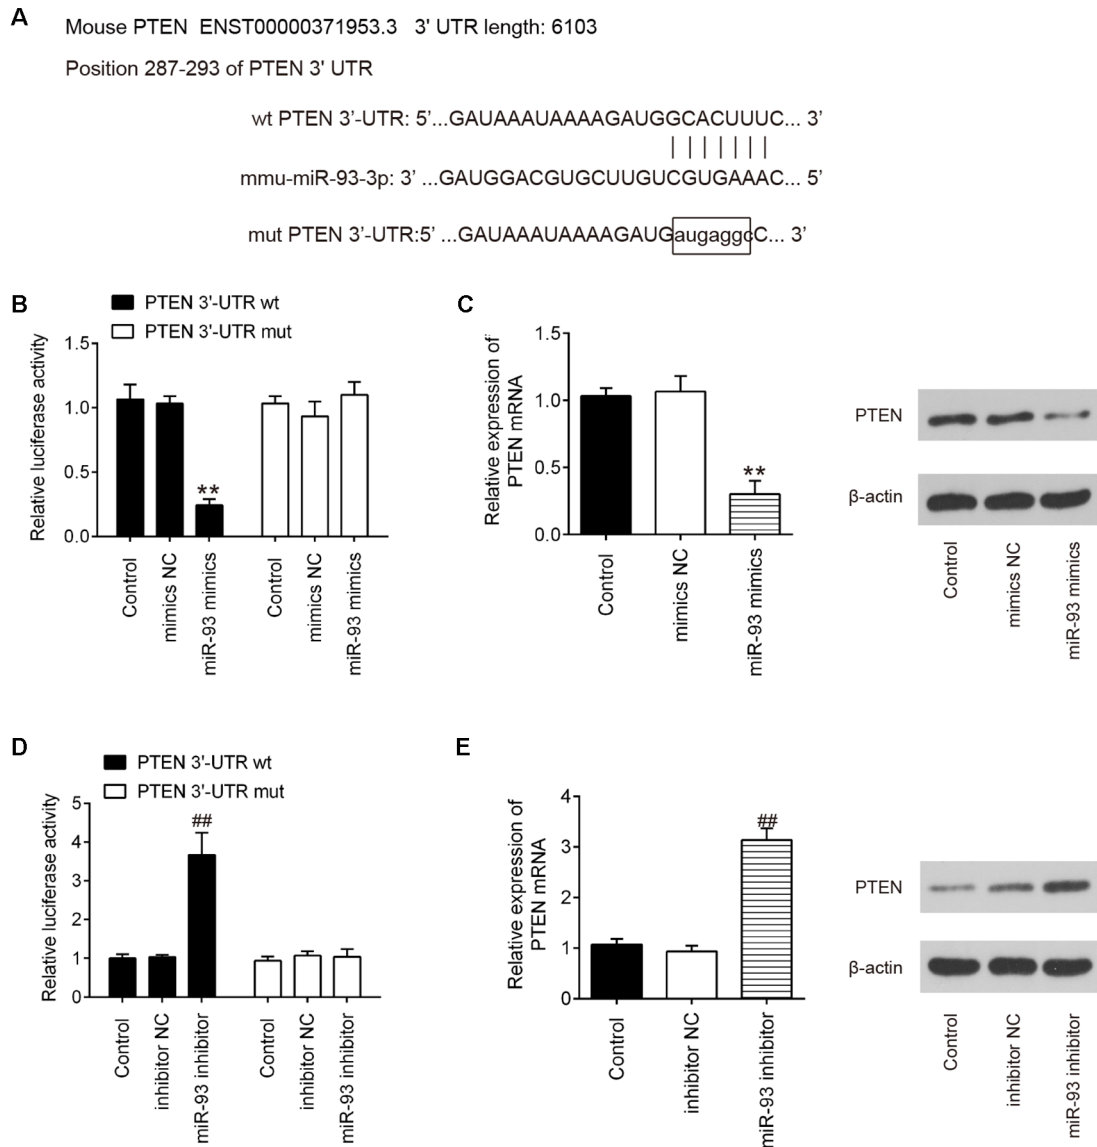 A
Mouse PTEN ENST00000371953.3 3' UTR length: 6103
Position 287-293 of PTEN 3' UTR
wt PTEN 3'-UTR: 5'...GAUAAAUAAAAGAUGGCACUUUC... 3'
mmu-miR-93-3p: 3' ...GAUGGACGUGCUUGUCGUGAAAC... 5'
mut PTEN 3'-UTR:5' ...GAUAAAUAAAAGAUGaugaggcC... 3'
B
PTEN 3'-UTR wt
PTEN 3'-UTR mut
Relative luciferase activity
1.5
1.0
0.5
0.0
**
Control
mimics NC
miR-93 mimics
Control
mimics NC
miR-93 mimics
C
Relative expression of
PTEN mRNA
1.5
1.0
0.5
0.0
**
Control
mimics NC
miR-93 mimics
PTEN
β-actin
Control
mimics NC
miR-93 mimics
D
PTEN 3'-UTR wt
PTEN 3'-UTR mut
Relative luciferase activity
5
4
3
2
1
0
##
Control
inhibitor NC
miR-93 inhibitor
Control
inhibitor NC
miR-93 inhibitor
E
Relative expression of
PTEN mRNA
4
3
2
1
0
##
Control
inhibitor NC
miR-93 inhibitor
PTEN
β-actin
Control
inhibitor NC
miR-93 inhibitor